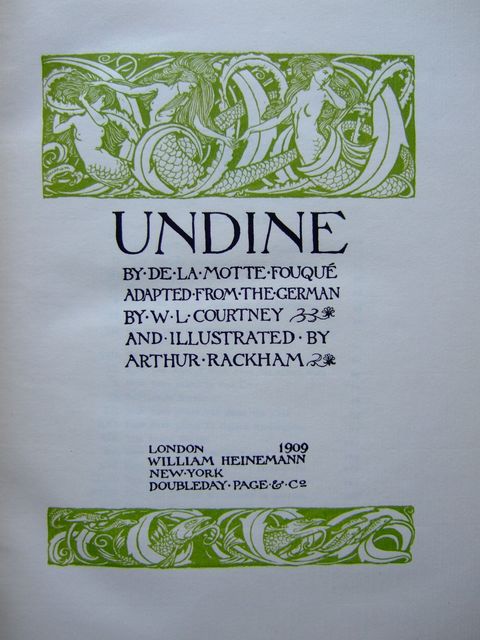 UNDINE
BY·DE·LA·MOTTE·FOUQUÉ
ADAPTED·FROM·THE·GERMAN
BY·W·L·COURTNEY
AND·ILLUSTRATED·BY
ARTHUR·RACKHAM
LONDON 1909
WILLIAM HEINEMANN
NEW·YORK
DOUBLEDAY·PAGE·&·Co